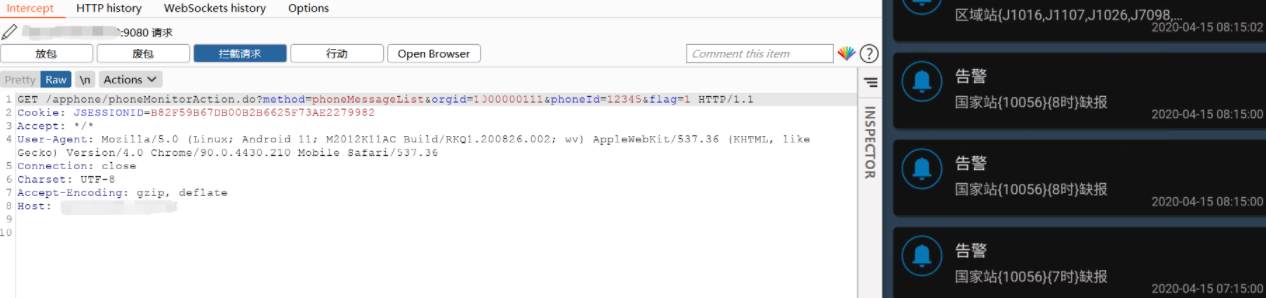 Intercept HTTP history WebSockets history Options
:9080 请求
放包 废包 拦截请求 行动 Open Browser Comment this item ?
Pretty Raw \n Actions
1 GET /apphone/phoneMonitorAction.do?method=phoneMessageList&orgid=1000000111&phoneId=12345&flag=1 HTTP/1.1
2 Cookie: JSESSIONID=B82F59B67DB00B2B6625F73AE2279982
3 Accept: */*
4 User-Agent: Mozilla/5.0 (Linux; Android 11; M2012K11AC Build/RKQ1.200826.002; wv) AppleWebKit/537.36 (KHTML, like
Gecko) Version/4.0 Chrome/90.0.4430.210 Mobile Safari/537.36
5 Connection: close
6 Charset: UTF-8
7 Accept-Encoding: gzip, deflate
8 Host:
9
10
INSPECTOR
区域站{J1016,J1107,J1026,J7098,...
2020-04-15 08:15:02
告警
国家站{10056}{8时}缺报
2020-04-15 08:15:00
告警
国家站{10056}{8时}缺报
2020-04-15 08:15:00
告警
国家站{10056}{7时}缺报
2020-04-15 07:15:00